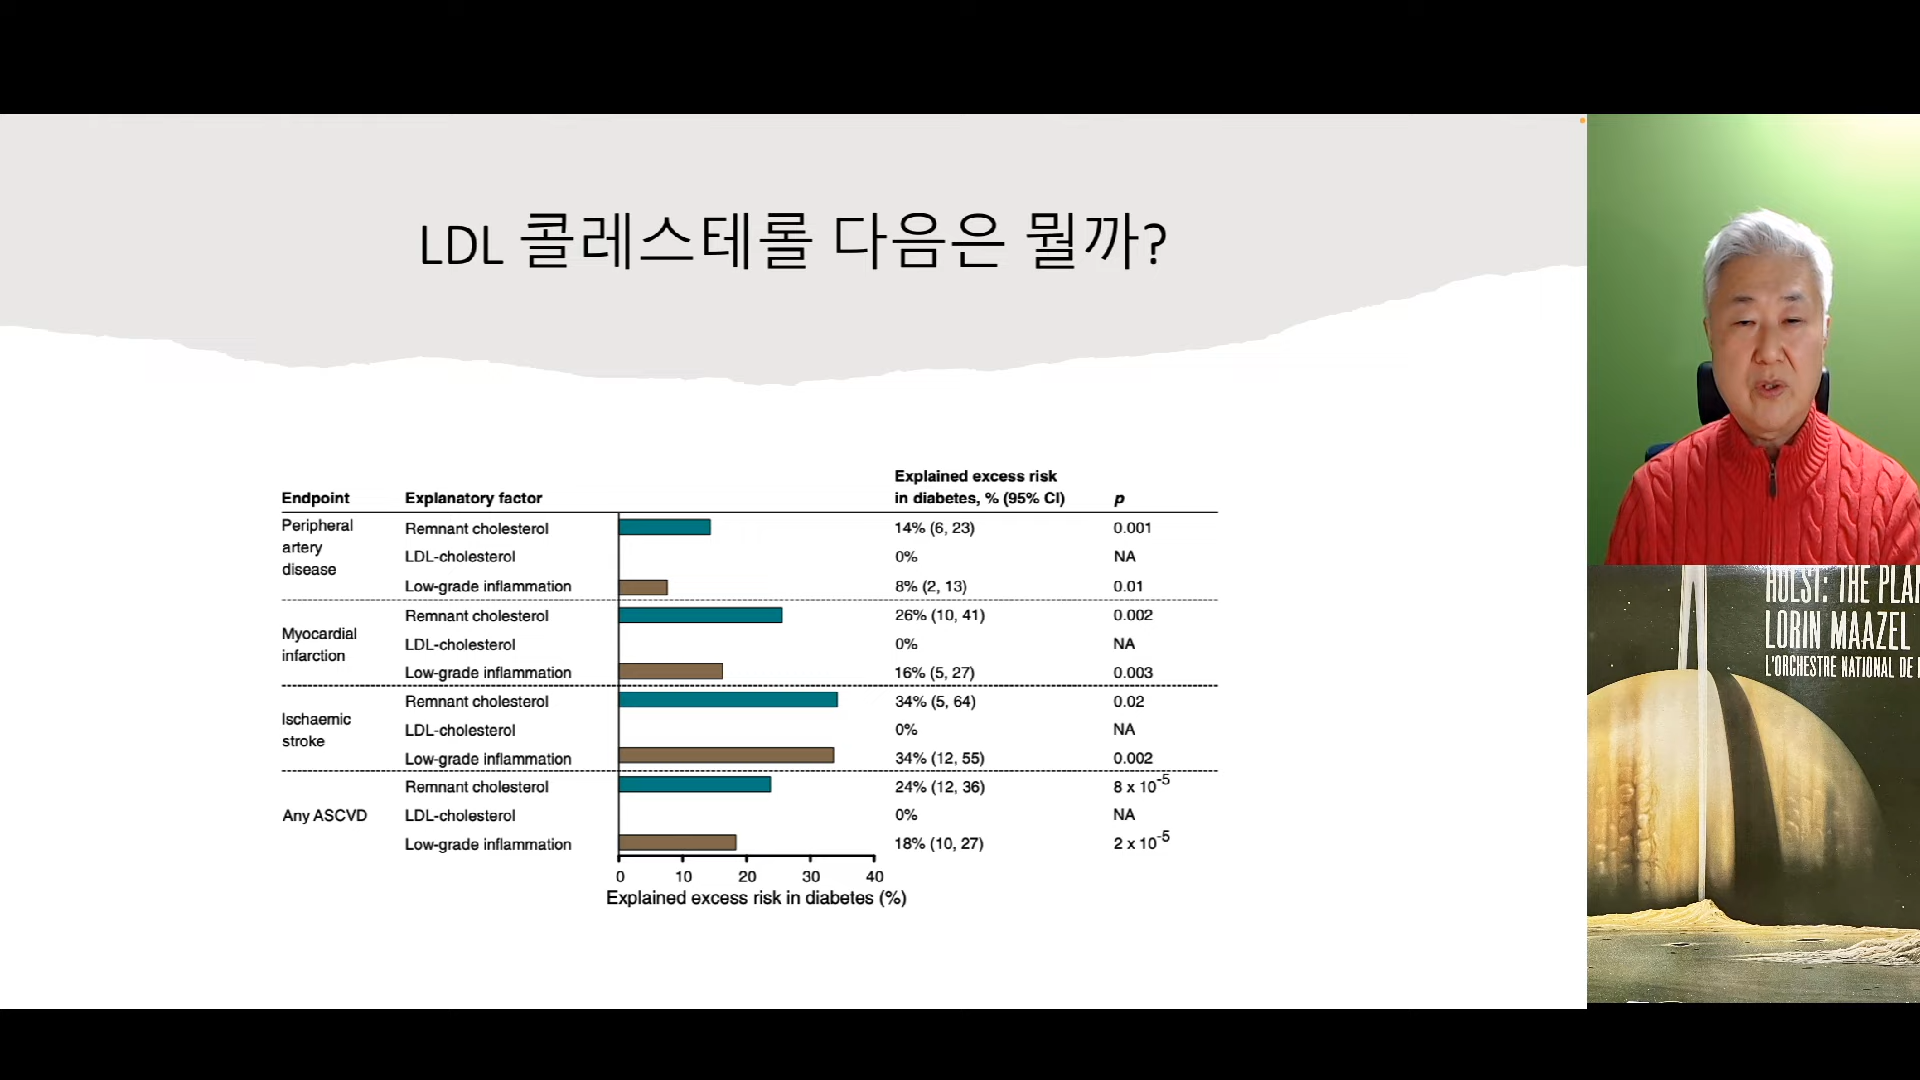 LDL 콜레스테롤 다음은 뭘까?
Endpoint Explanatory factor Explained excess risk in diabetes, % (95% CI) p
Peripheral artery disease
Remnant cholesterol 14% (6, 23) 0.001
LDL-cholesterol 0% NA
Low-grade inflammation 8% (2, 13) 0.01
Myocardial infarction
Remnant cholesterol 26% (10, 41) 0.002
LDL-cholesterol 0% NA
Low-grade inflammation 16% (5, 27) 0.003
Ischaemic stroke
Remnant cholesterol 34% (5, 64) 0.02
LDL-cholesterol 0% NA
Low-grade inflammation 34% (12, 55) 0.002
Any ASCVD
Remnant cholesterol 24% (12, 36) 8 x 10⁻⁵
LDL-cholesterol 0% NA
Low-grade inflammation 18% (10, 27) 2 x 10⁻⁵
0 10 20 30 40
Explained excess risk in diabetes (%)
HOLST: THE PLA
LORIN MAAZEL
L'ORCHESTRE NATIONAL DE